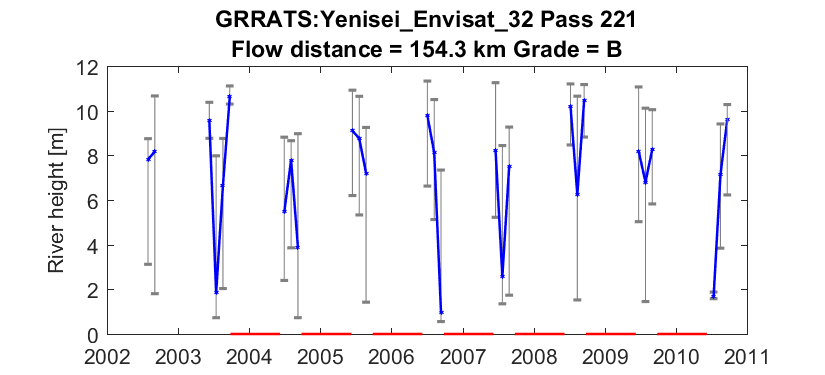 GRRATS:Yenisei_Envisat_32 Pass 221
Flow distance = 154.3 km Grade = B
River height [m]
12
10
8
6
4
2
0
2002 2003 2004 2005 2006 2007 2008 2009 2010 2011